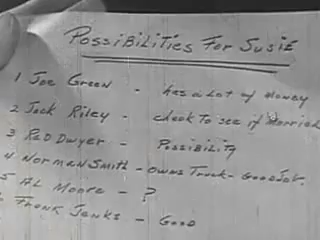 Possibilities For Susie
1 Joe Green - has a Lot of Money
2 Jack Riley - check to see if Married
3 Red Dwyer - Possibility
4 Norman Smith - owns Truck - Good Job.
5 Al Moore - ?
6 Frank Jenks - Good